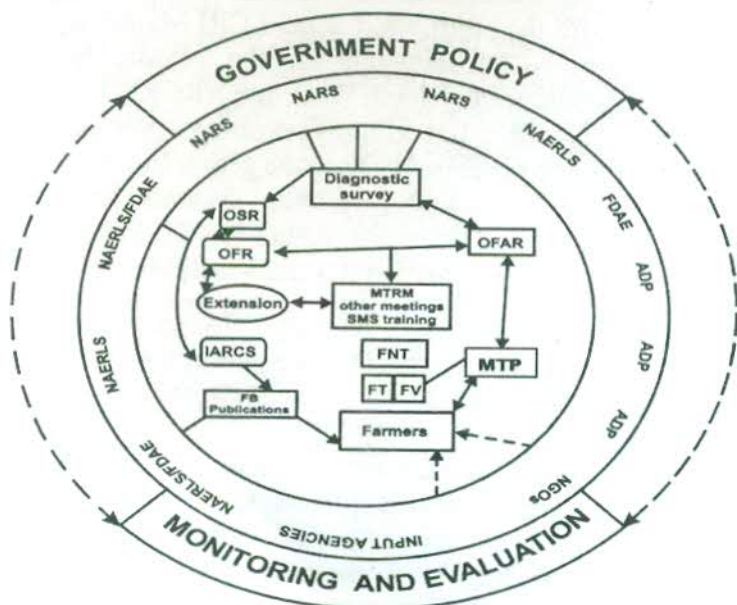 GOVERNMENT POLICY
NARS
NARS
NARS
NAERLS
NAERLS/FDAE
FDAE
ADP
ADP
ADP
NAERLS
NAERLS/FDAE
INPUT AGENCIES
NGOs
Diagnostic
survey
OSR
OFR
OFAR
Extension
MTRM
other meetings
SMS training
IARCS
FNT
MTP
FT
FV
FB
Publications
Farmers
MONITORING AND EVALUATION